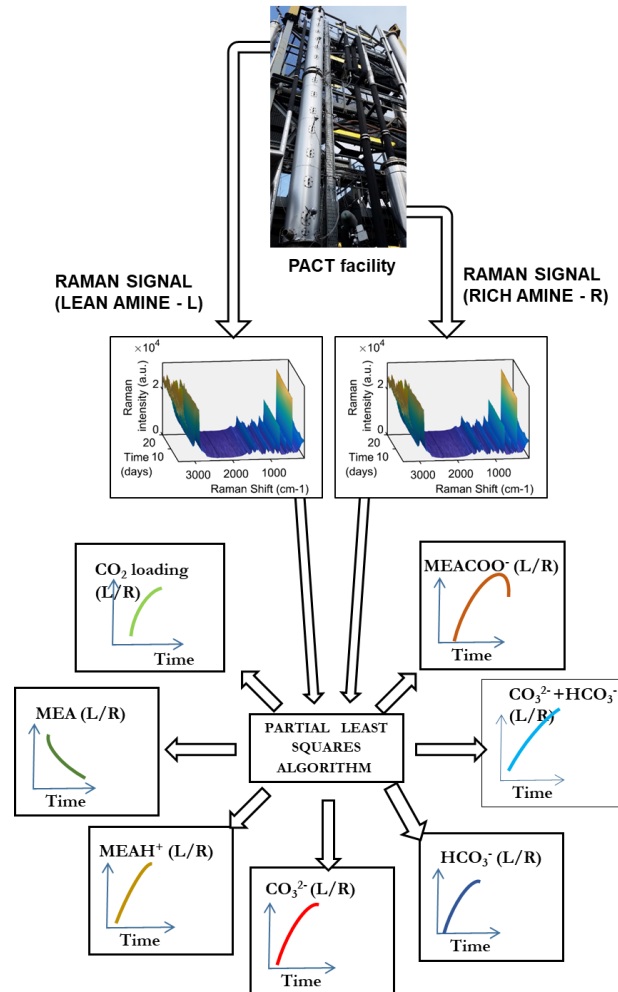 PACT facility
RAMAN SIGNAL
(LEAN AMINE - L)
RAMAN SIGNAL
(RICH AMINE - R)
×10⁴
Raman
intensity (a.u.)
2
0
20
Time 10
(days)
3000
2000
1000
Raman Shift (cm-1)
×10⁴
Raman
intensity (a.u.)
2
0
20
Time 10
(days)
3000
2000
1000
Raman Shift (cm-1)
CO₂ loading
(L/R)
Time
MEACOO⁻ (L/R)
Time
MEA (L/R)
Time
PARTIAL LEAST
SQUARES
ALGORITHM
CO₃²⁻+HCO₃⁻
(L/R)
Time
MEAH⁺ (L/R)
Time
CO₃²⁻ (L/R)
Time
HCO₃⁻ (L/R)
Time